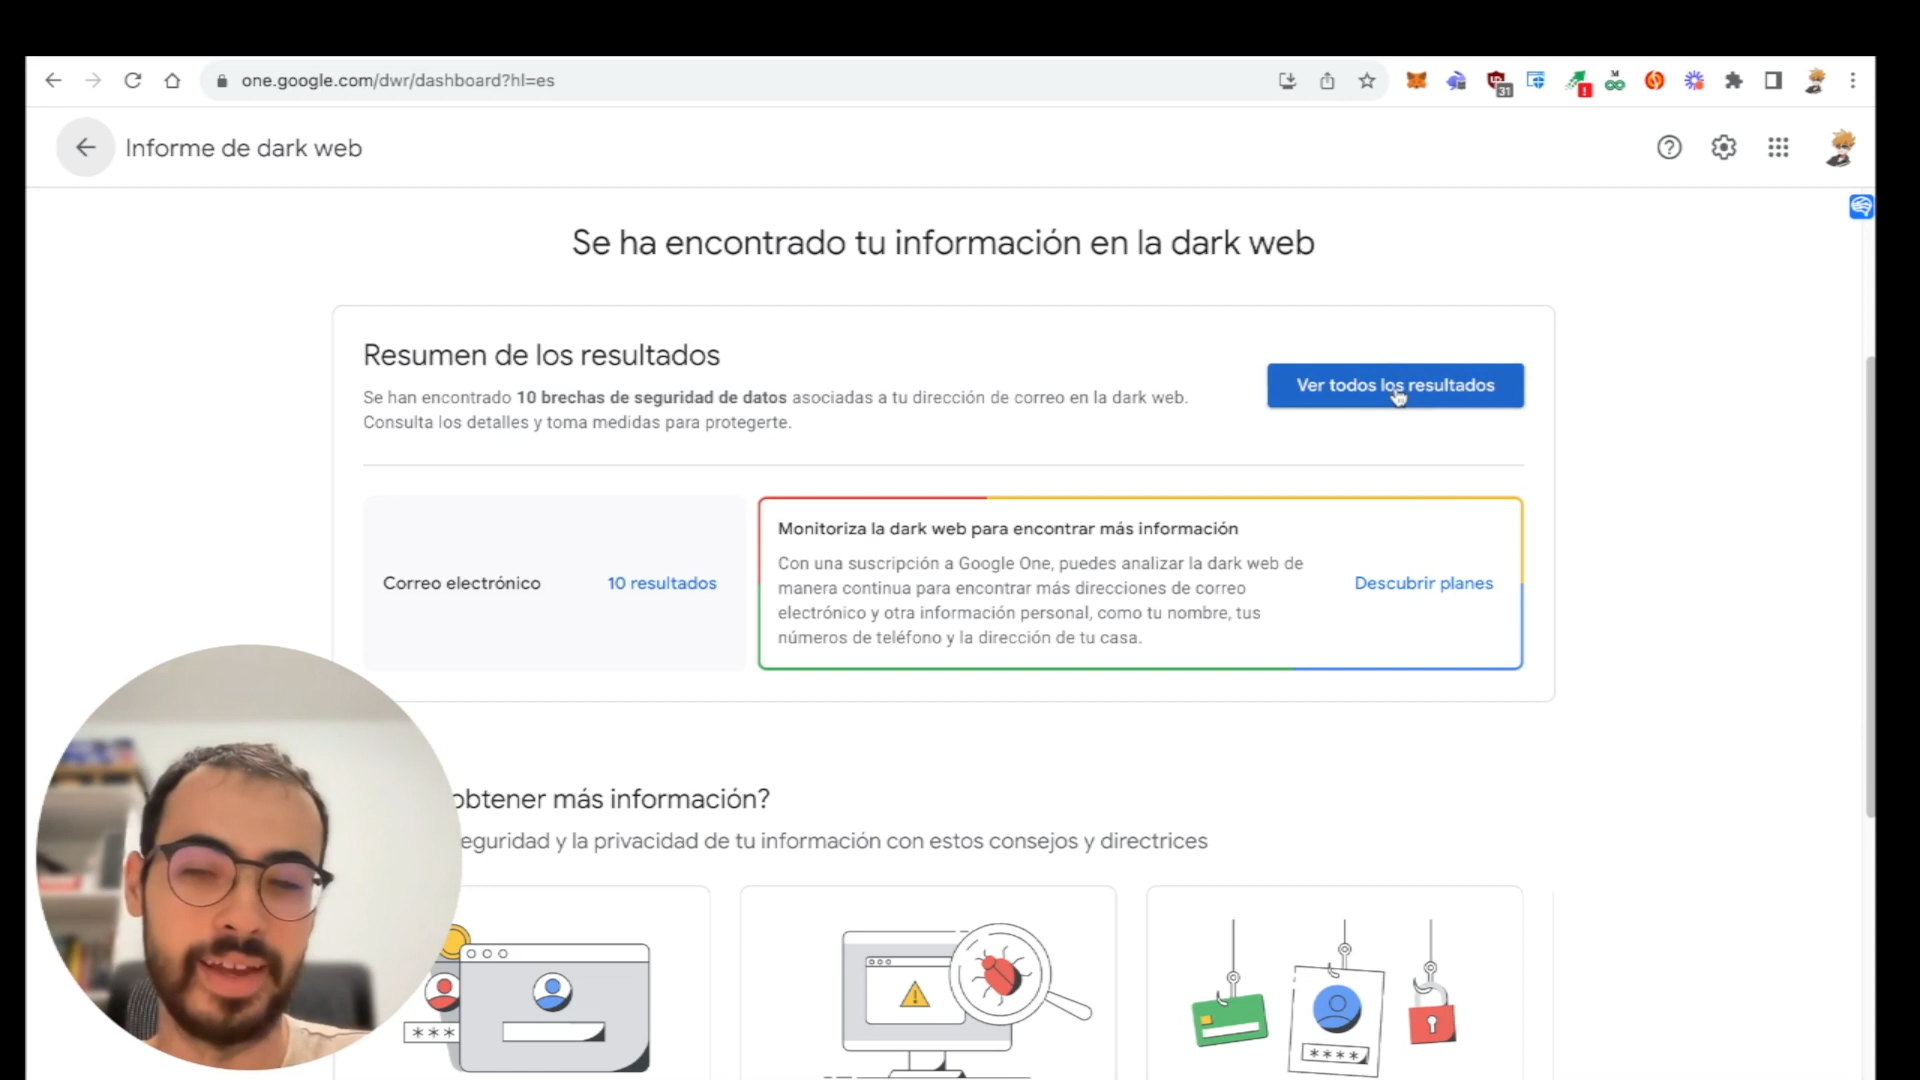 one.google.com/dwr/dashboard?hl=es
31
!
M
Informe de dark web
Se ha encontrado tu información en la dark web
Resumen de los resultados
Se han encontrado 10 brechas de seguridad de datos asociadas a tu dirección de correo en la dark web.
Consulta los detalles y toma medidas para protegerte.
Ver todos los resultados
Correo electrónico
10 resultados
Monitoriza la dark web para encontrar más información
Con una suscripción a Google One, puedes analizar la dark web de
manera continua para encontrar más direcciones de correo
electrónico y otra información personal, como tu nombre, tus
números de teléfono y la dirección de tu casa.
Descubrir planes
obtener más información?
eguridad y la privacidad de tu información con estos consejos y directrices
***
****